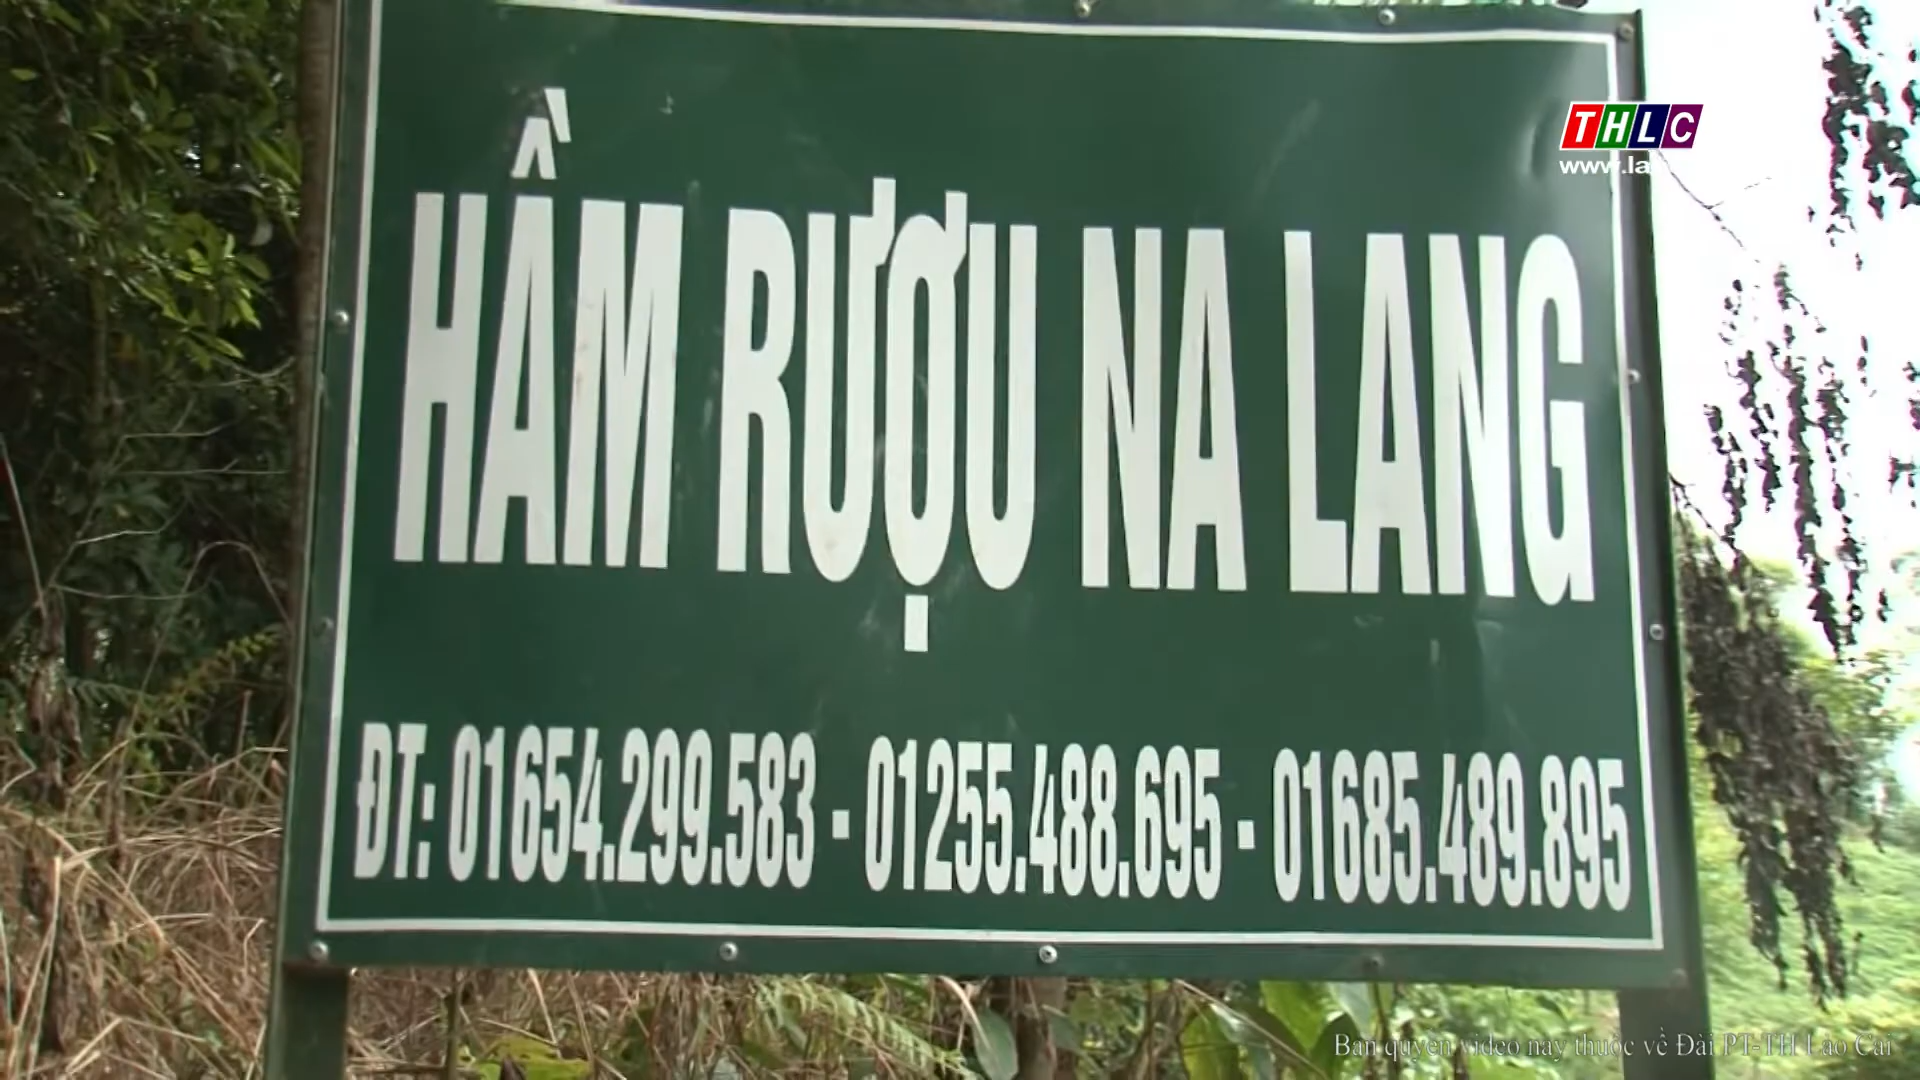 THLC
www.la
HẦM RƯỢU NA LANG
ĐT: 01654.299.583 - 01255.488.695 - 01685.489.895
Bản quyền video này thuộc về Đài PT-TH Lào Cai